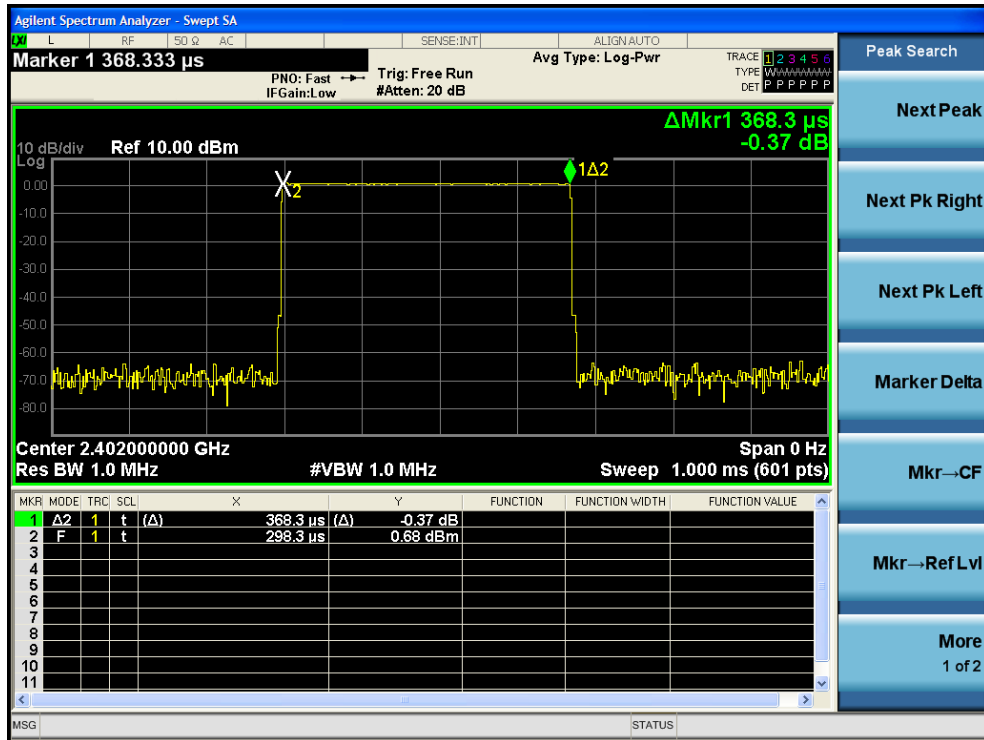 Agilent Spectrum Analyzer - Swept SA
LXI L RF 50 Ω AC SENSE:INT ALIGN AUTO
Marker 1 368.333 µs
PNO: Fast
IFGain:Low
Trig: Free Run
#Atten: 20 dB
Avg Type: Log-Pwr
TRACE 1 2 3 4 5 6
TYPE W
DET P P P P P P
ΔMkr1 368.3 µs
-0.37 dB
10 dB/div Ref 10.00 dBm
Log
0.00
-10.0
-20.0
-30.0
-40.0
-50.0
-60.0
-70.0
-80.0
X2
1Δ2
Center 2.402000000 GHz Span 0 Hz
Res BW 1.0 MHz #VBW 1.0 MHz Sweep 1.000 ms (601 pts)
MKR MODE TRC SCL X Y FUNCTION FUNCTION WIDTH FUNCTION VALUE
1 Δ2 1 t (Δ) 368.3 µs (Δ) -0.37 dB
2 F 1 t 298.3 µs 0.68 dBm
3
4
5
6
7
8
9
10
11
MSG STATUS
Peak Search
Next Peak
Next Pk Right
Next Pk Left
Marker Delta
Mkr→CF
Mkr→Ref Lvl
More
1 of 2